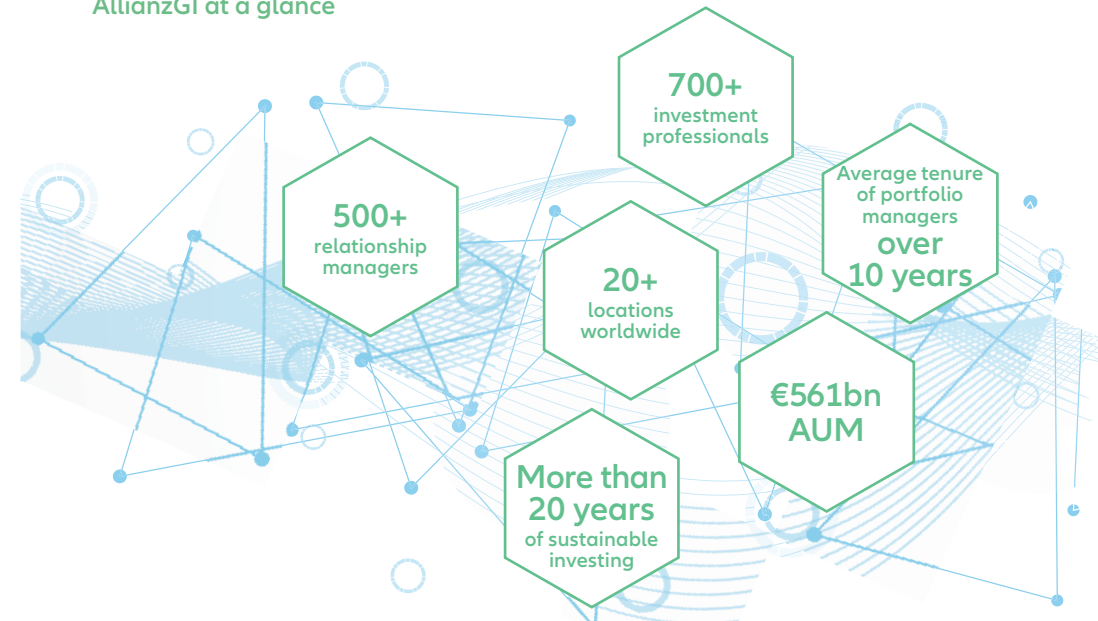 AllianzGI at a glance
700+
investment
professionals
Average tenure
of portfolio
managers
over
10 years
500+
relationship
managers
20+
locations
worldwide
€561bn
AUM
More than
20 years
of sustainable
investing